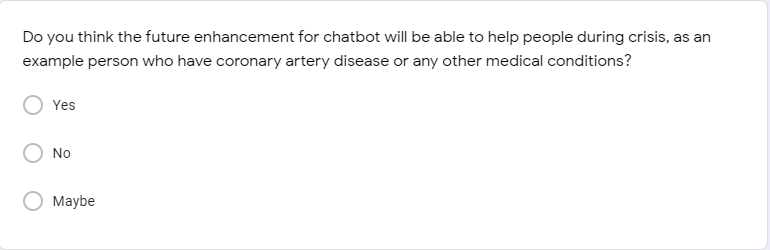 Do you think the future enhancement for chatbot will be able to help people during crisis, as an
example person who have coronary artery disease or any other medical conditions?
Yes
No
Maybe